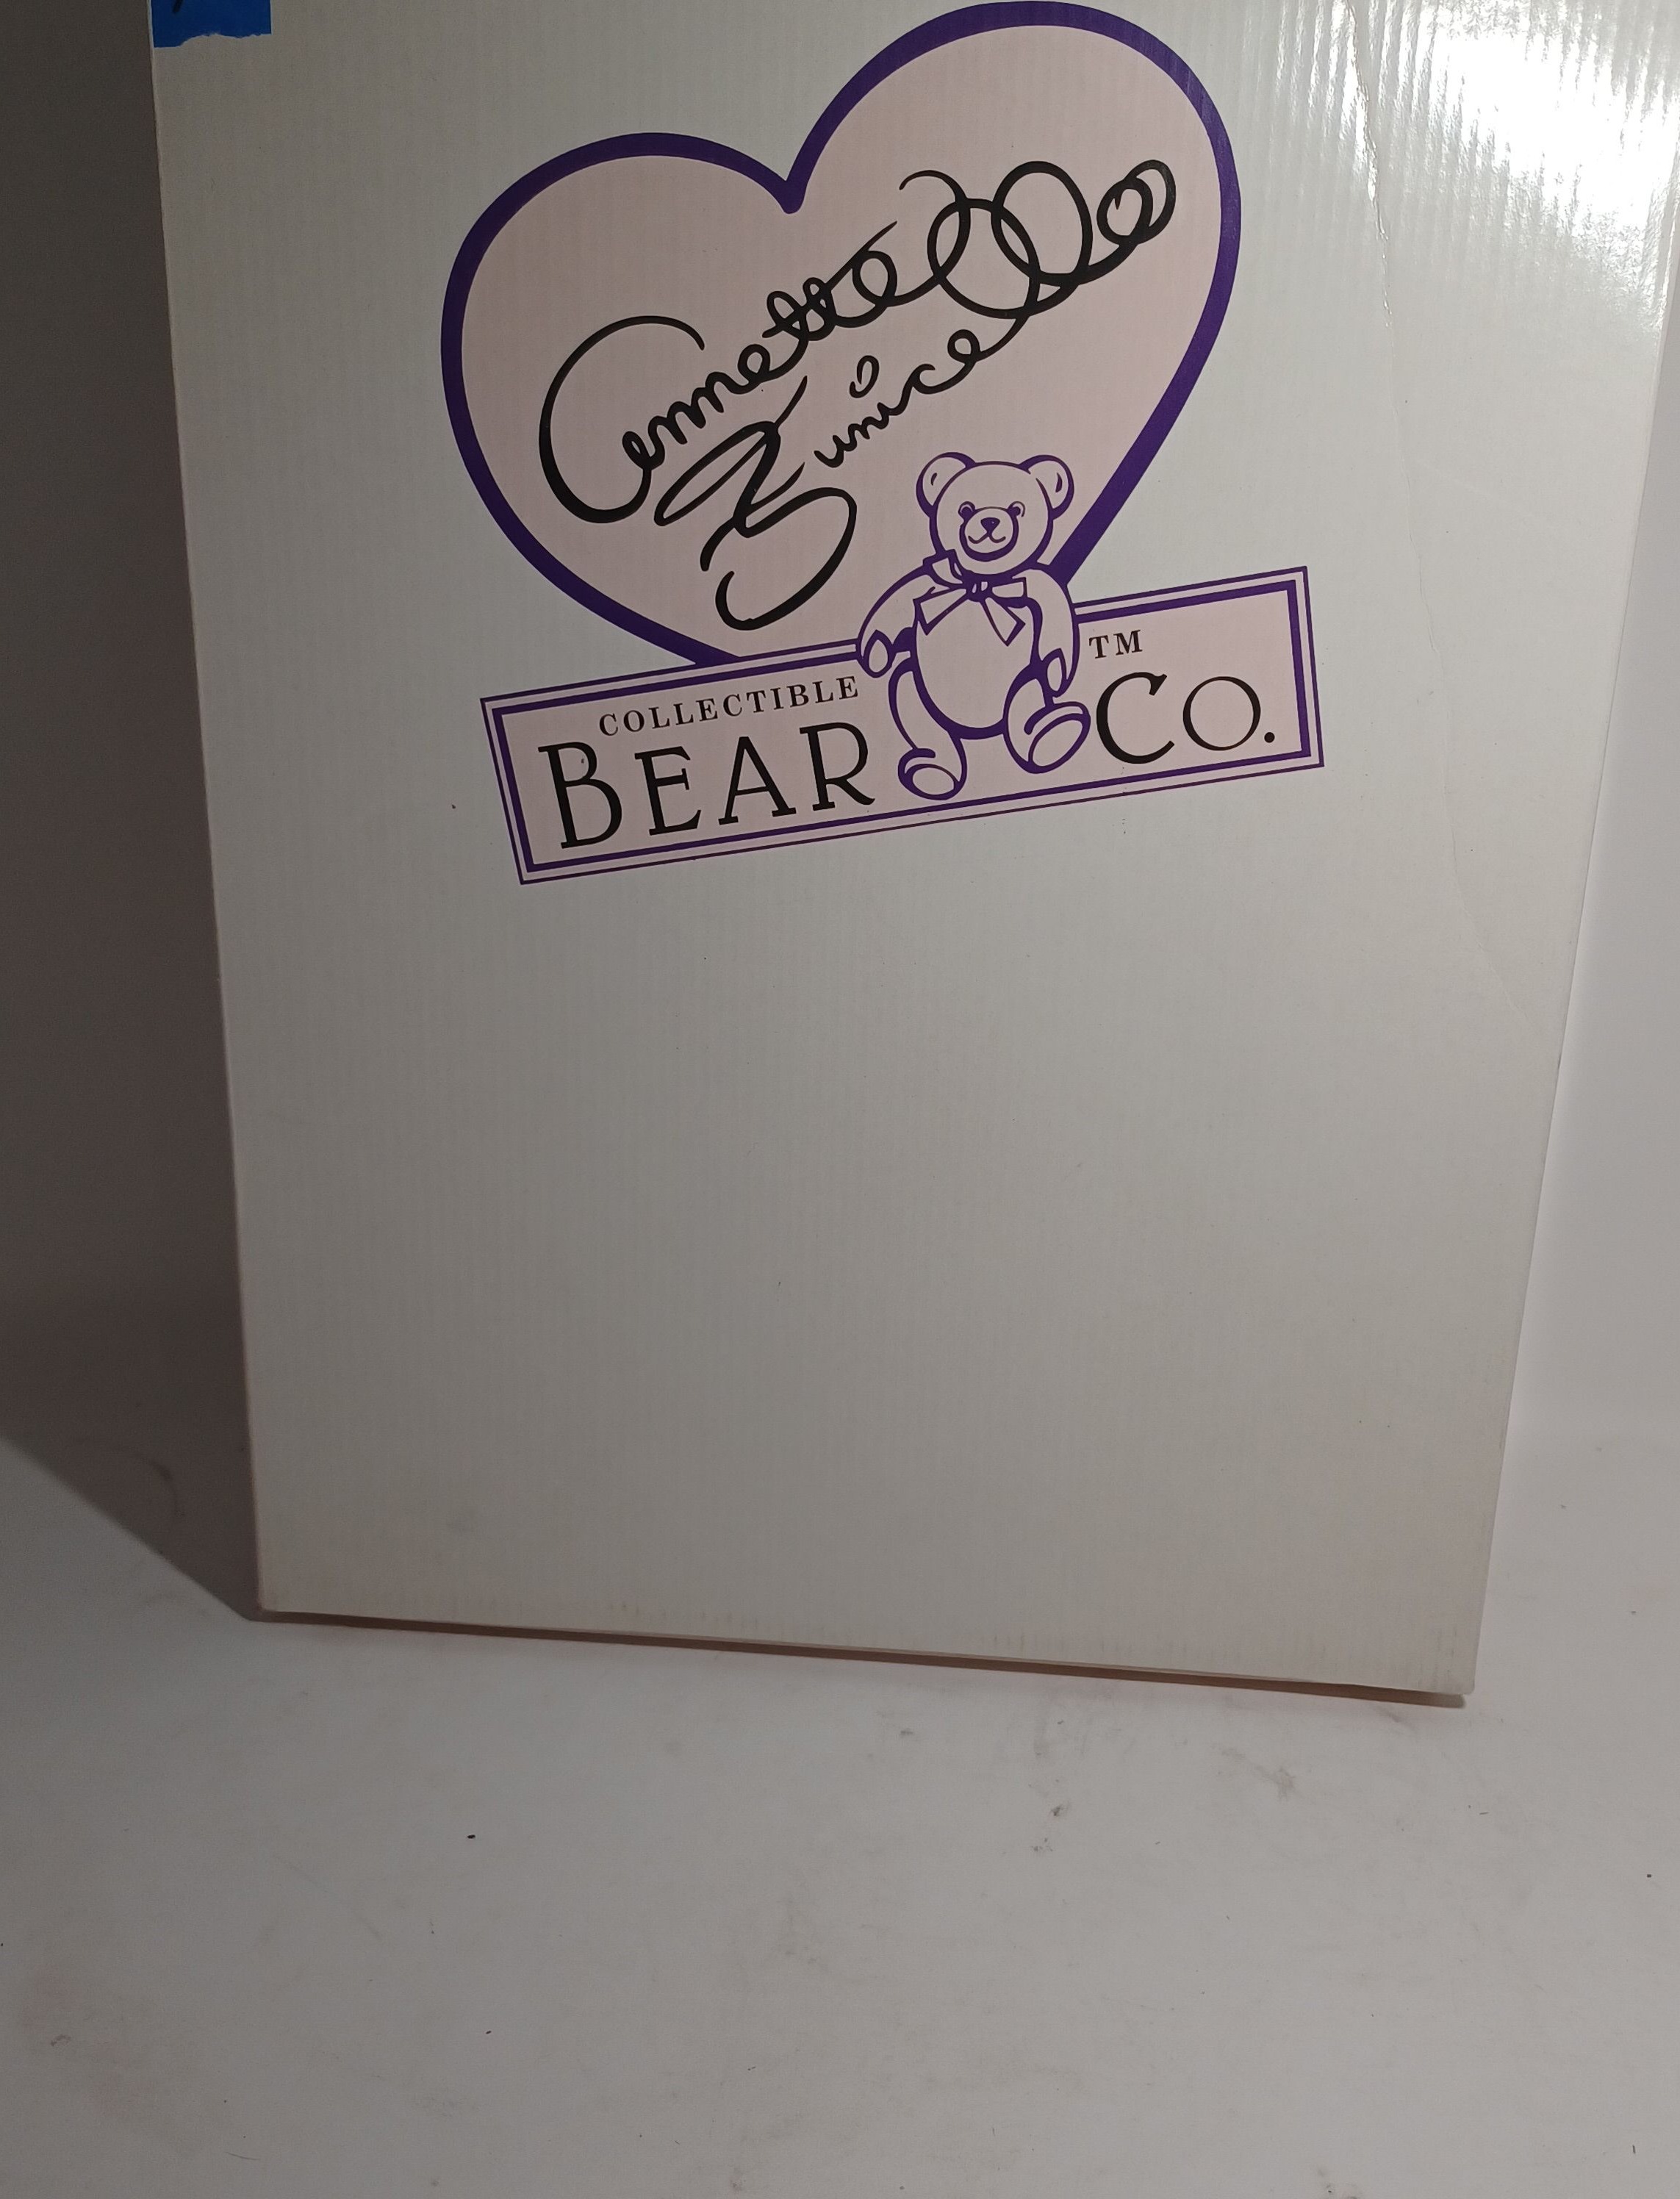 Annette
Funicello
COLLECTIBLE
BEAR CO.
TM